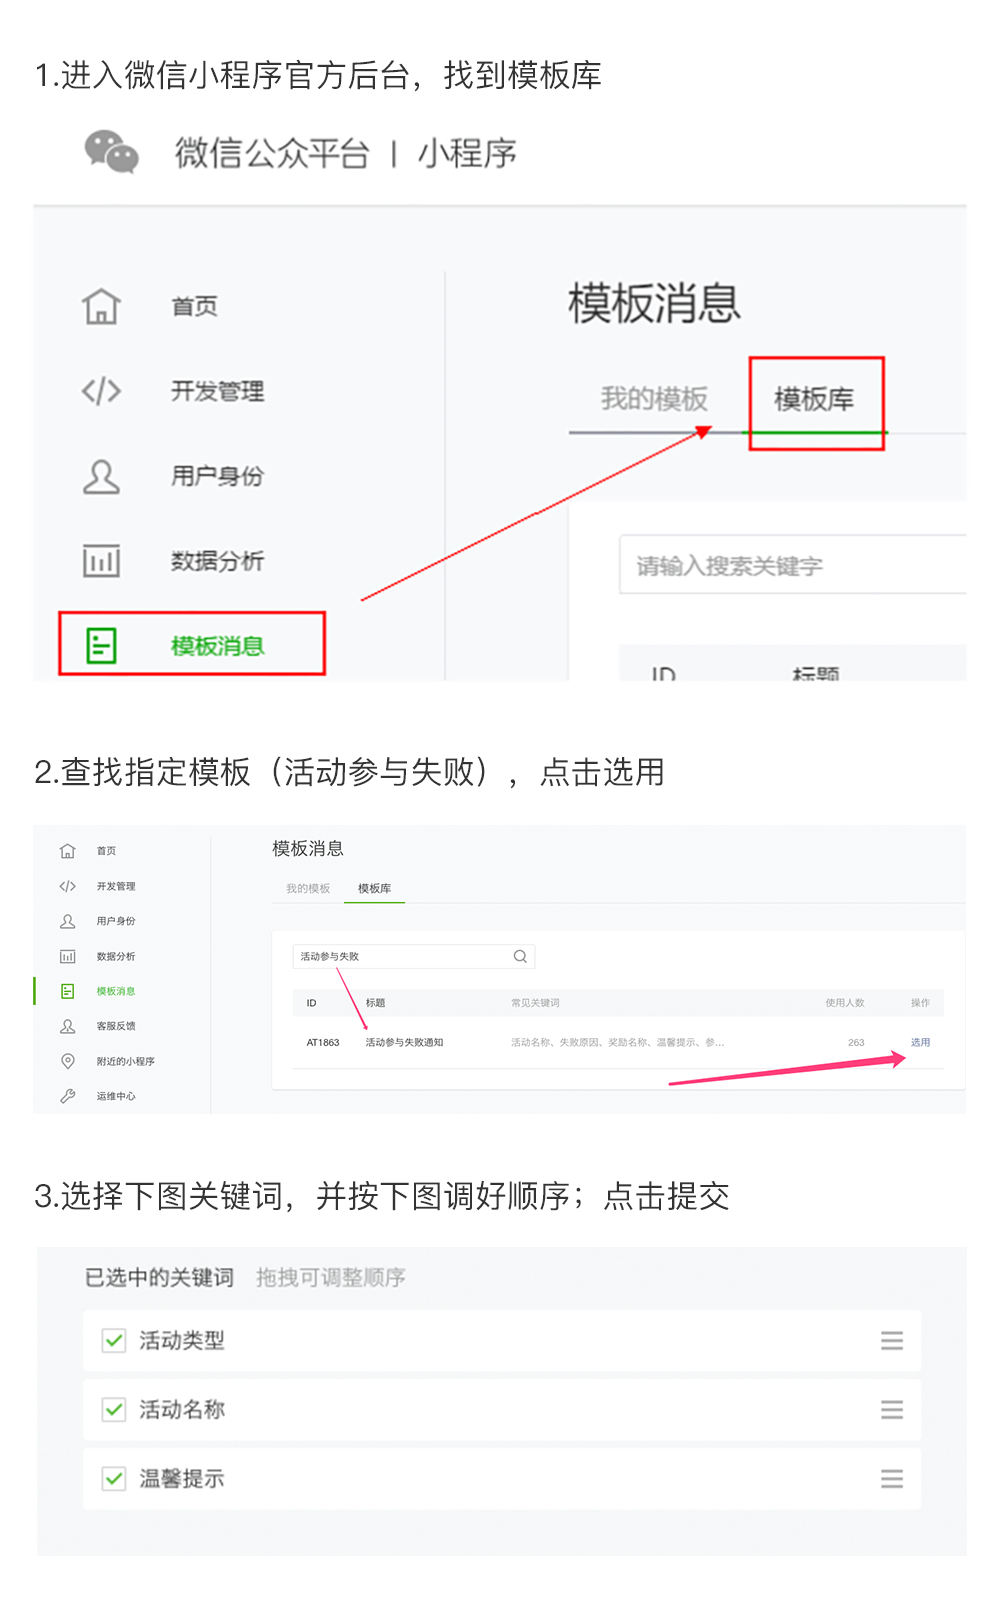 1.进入微信小程序官方后台，找到模板库
微信公众平台 | 小程序
首页
开发管理
用户身份
数据分析
模板消息
模板消息
我的模板 模板库
请输入搜索关键字
ID 标题
2.查找指定模板（活动参与失败），点击选用
首页
开发管理
用户身份
数据分析
模板消息
客服反馈
附近的小程序
运维中心
模板消息
我的模板 模板库
活动参与失败
ID 标题 常见关键词 使用人数 操作
AT1863 活动参与失败通知 活动名称、失败原因、奖励名称、温馨提示、参... 263 选用
3.选择下图关键词，并按下图调好顺序；点击提交
已选中的关键词 拖拽可调整顺序
活动类型
活动名称
温馨提示